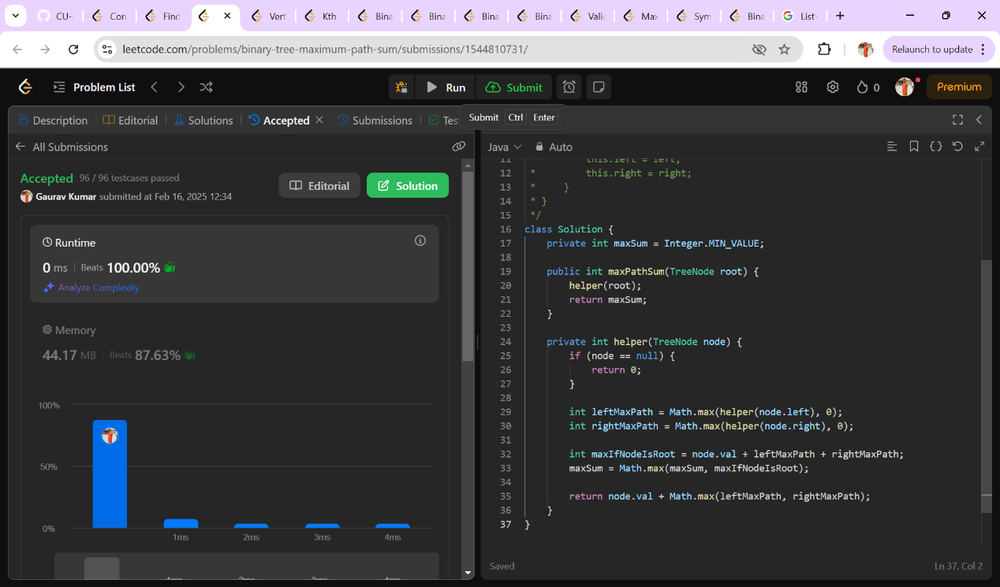 CU-
Con
Find
Vert
Kth
Bina
Bina
Bina
Bina
Valid
Max
Sym
Bina
List-
leetcode.com/problems/binary-tree-maximum-path-sum/submissions/1544810731/
Relaunch to update
Problem List
Run
Submit
0
Premium
Description
Editorial
Solutions
Accepted
Submissions
Tes
Submit Ctrl Enter
All Submissions
Accepted 96 / 96 testcases passed
Gaurav Kumar submitted at Feb 16, 2025 12:34
Editorial
Solution
Runtime
0 ms Beats 100.00%
Analyze Complexity
Memory
44.17 MB Beats 87.63%
100%
50%
0%
1ms 2ms 3ms 4ms
1ms 2ms 3ms 4ms
Java Auto
11 * this.left = left;
12 * this.right = right;
13 * }
14 * }
15 */
16 class Solution {
17 private int maxSum = Integer.MIN_VALUE;
18
19 public int maxPathSum(TreeNode root) {
20 helper(root);
21 return maxSum;
22 }
23
24 private int helper(TreeNode node) {
25 if (node == null) {
26 return 0;
27 }
28
29 int leftMaxPath = Math.max(helper(node.left), 0);
30 int rightMaxPath = Math.max(helper(node.right), 0);
31
32 int maxIfNodeIsRoot = node.val + leftMaxPath + rightMaxPath;
33 maxSum = Math.max(maxSum, maxIfNodeIsRoot);
34
35 return node.val + Math.max(leftMaxPath, rightMaxPath);
36 }
37 }
Saved
Ln 37, Col 2